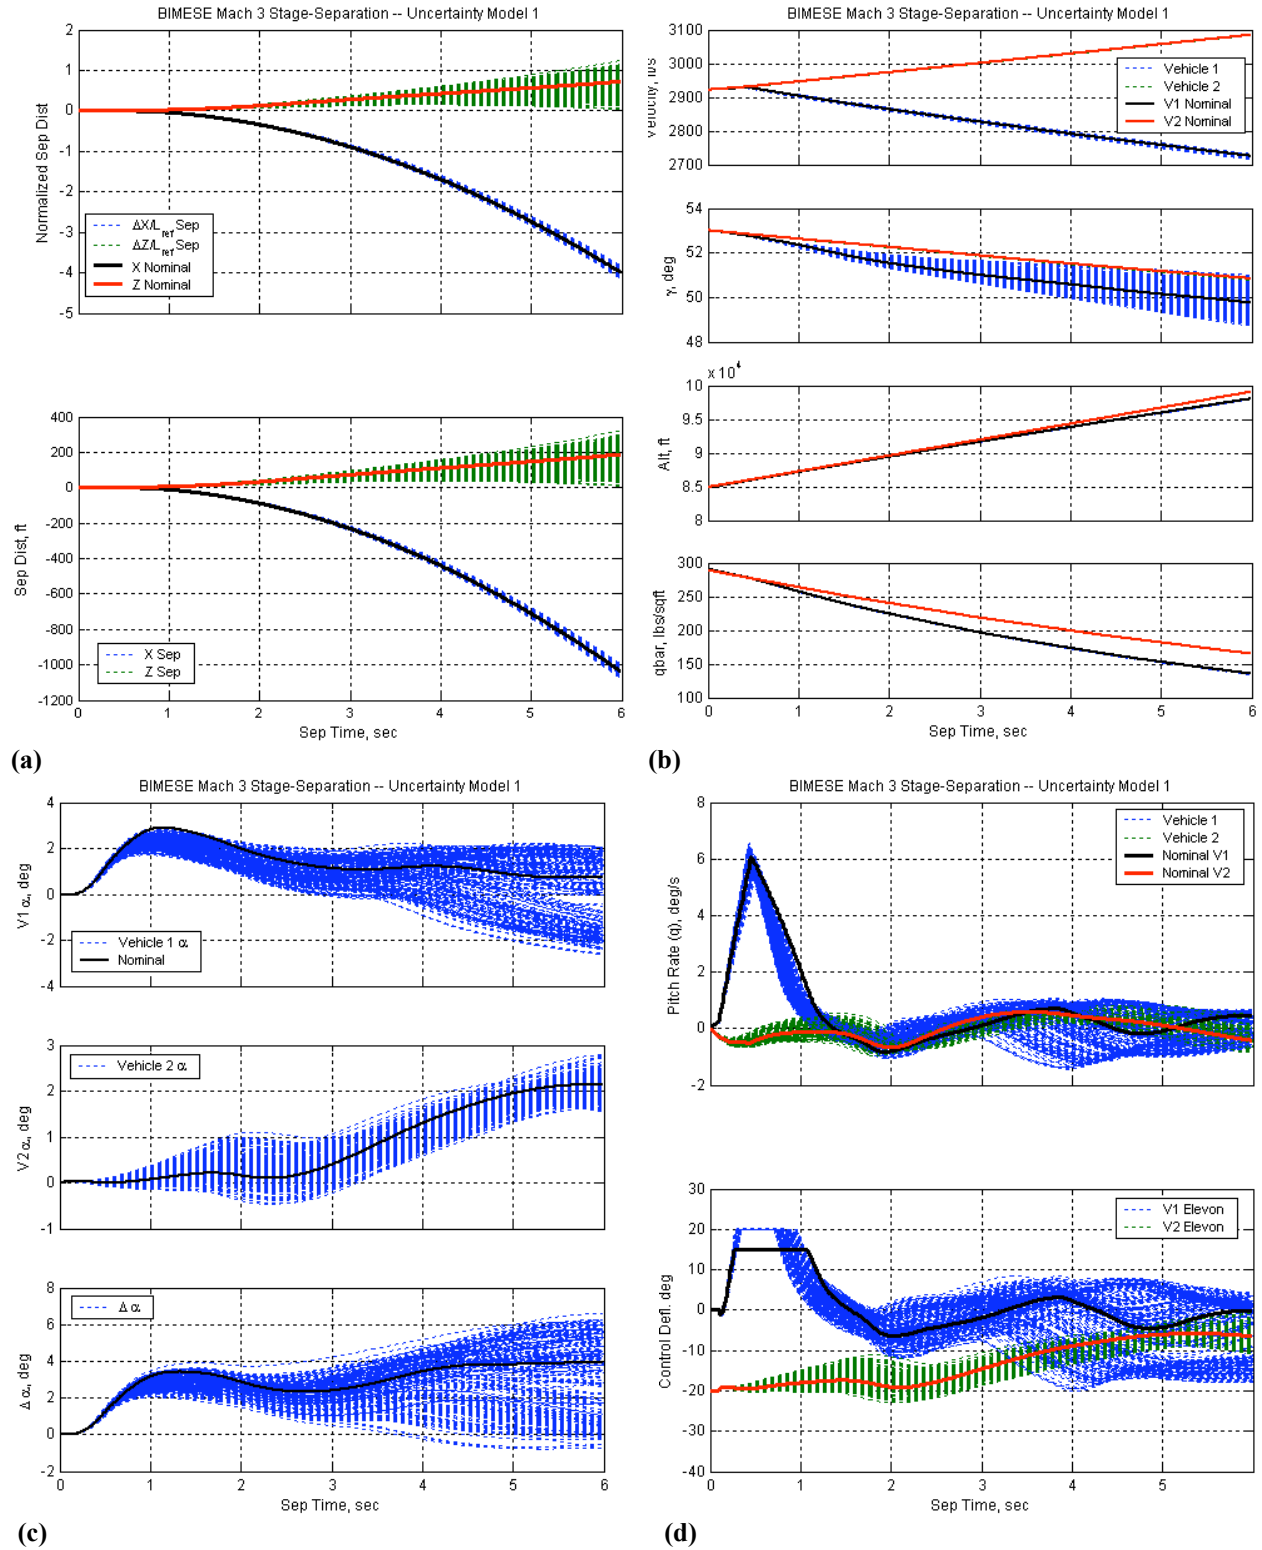 BIMESE Mach 3 Stage-Separation -- Uncertainty Model 1
2
1
0
-1
-2
-3
-4
-5
Normalized Sep Dist
ΔX/Lref Sep
ΔZ/Lref Sep
X Nominal
Z Nominal
400
200
0
-200
-400
-600
-800
-1000
-1200
Sep Dist, ft
X Sep
Z Sep
0 1 2 3 4 5 6
Sep Time, sec
(a)
BIMESE Mach 3 Stage-Separation -- Uncertainty Model 1
3100
3000
2900
2800
2700
Velocity, lbs
Vehicle 1
Vehicle 2
V1 Nominal
V2 Nominal
54
52
50
48
γ, deg
x 10^4
10
9.5
9
8.5
8
Alt, ft
300
250
200
150
100
qbar, lbs/sqft
0 1 2 3 4 5 6
Sep Time, sec
(b)
BIMESE Mach 3 Stage-Separation -- Uncertainty Model 1
4
2
0
-2
-4
V1 α, deg
Vehicle 1 α
Nominal
3
2
1
0
-1
V2 α, deg
Vehicle 2 α
8
6
4
2
0
-2
Δ α, deg
Δ α
0 1 2 3 4 5 6
Sep Time, sec
(c)
BIMESE Mach 3 Stage-Separation -- Uncertainty Model 1
8
6
4
2
0
-2
Pitch Rate (q), deg/s
Vehicle 1
Vehicle 2
Nominal V1
Nominal V2
30
20
10
0
-10
-20
-30
-40
Control Defl. deg
V1 Elevon
V2 Elevon
0 1 2 3 4 5
Sep Time, sec
(d)